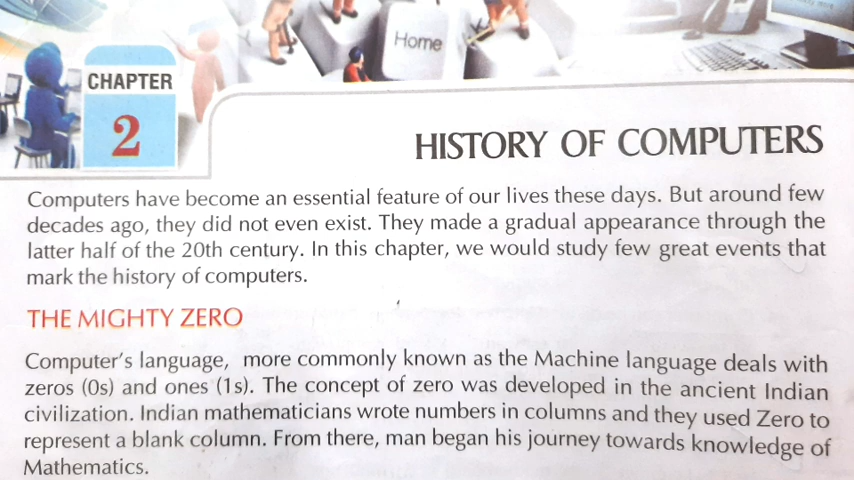 Home
CHAPTER
2
HISTORY OF COMPUTERS
Computers have become an essential feature of our lives these days. But around few
decades ago, they did not even exist. They made a gradual appearance through the
latter half of the 20th century. In this chapter, we would study few great events that
mark the history of computers.
THE MIGHTY ZERO
Computer's language, more commonly known as the Machine language deals with
zeros (0s) and ones (1s). The concept of zero was developed in the ancient Indian
civilization. Indian mathematicians wrote numbers in columns and they used Zero to
represent a blank column. From there, man began his journey towards knowledge of
Mathematics.